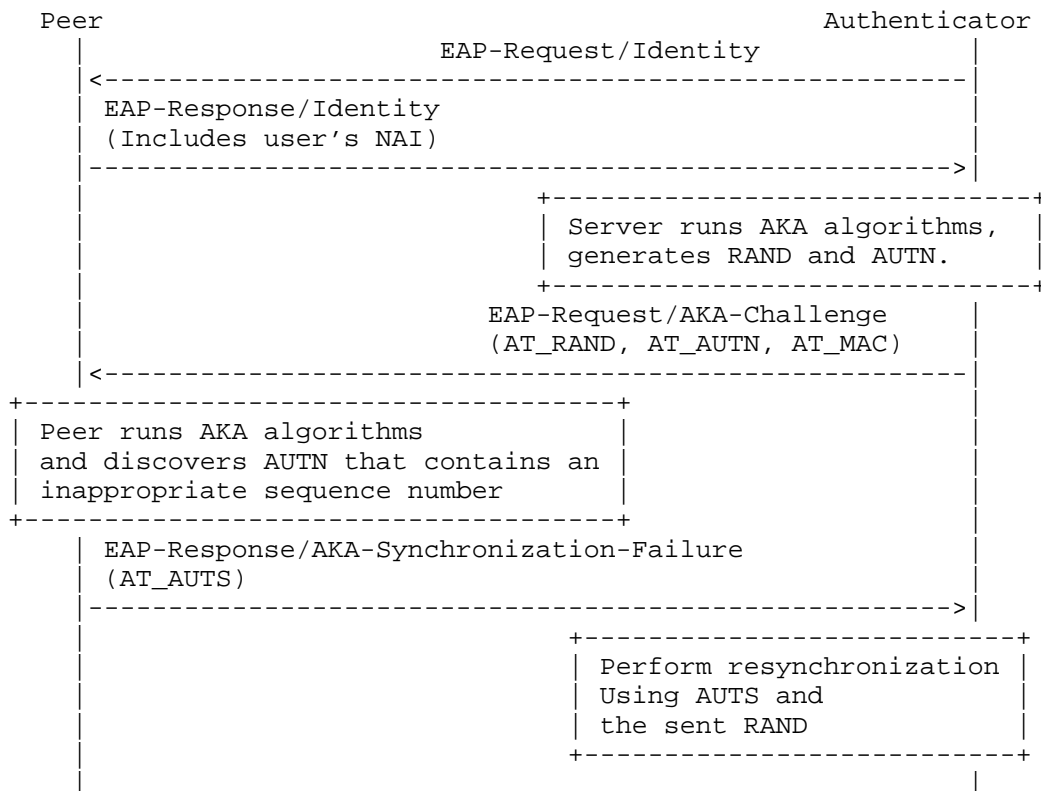 Peer Authenticator
EAP-Request/Identity
EAP-Response/Identity
(Includes user's NAI)
Server runs AKA algorithms,
generates RAND and AUTN.
EAP-Request/AKA-Challenge
(AT_RAND, AT_AUTN, AT_MAC)
Peer runs AKA algorithms
and discovers AUTN that contains an
inappropriate sequence number
EAP-Response/AKA-Synchronization-Failure
(AT_AUTS)
Perform resynchronization
Using AUTS and
the sent RAND